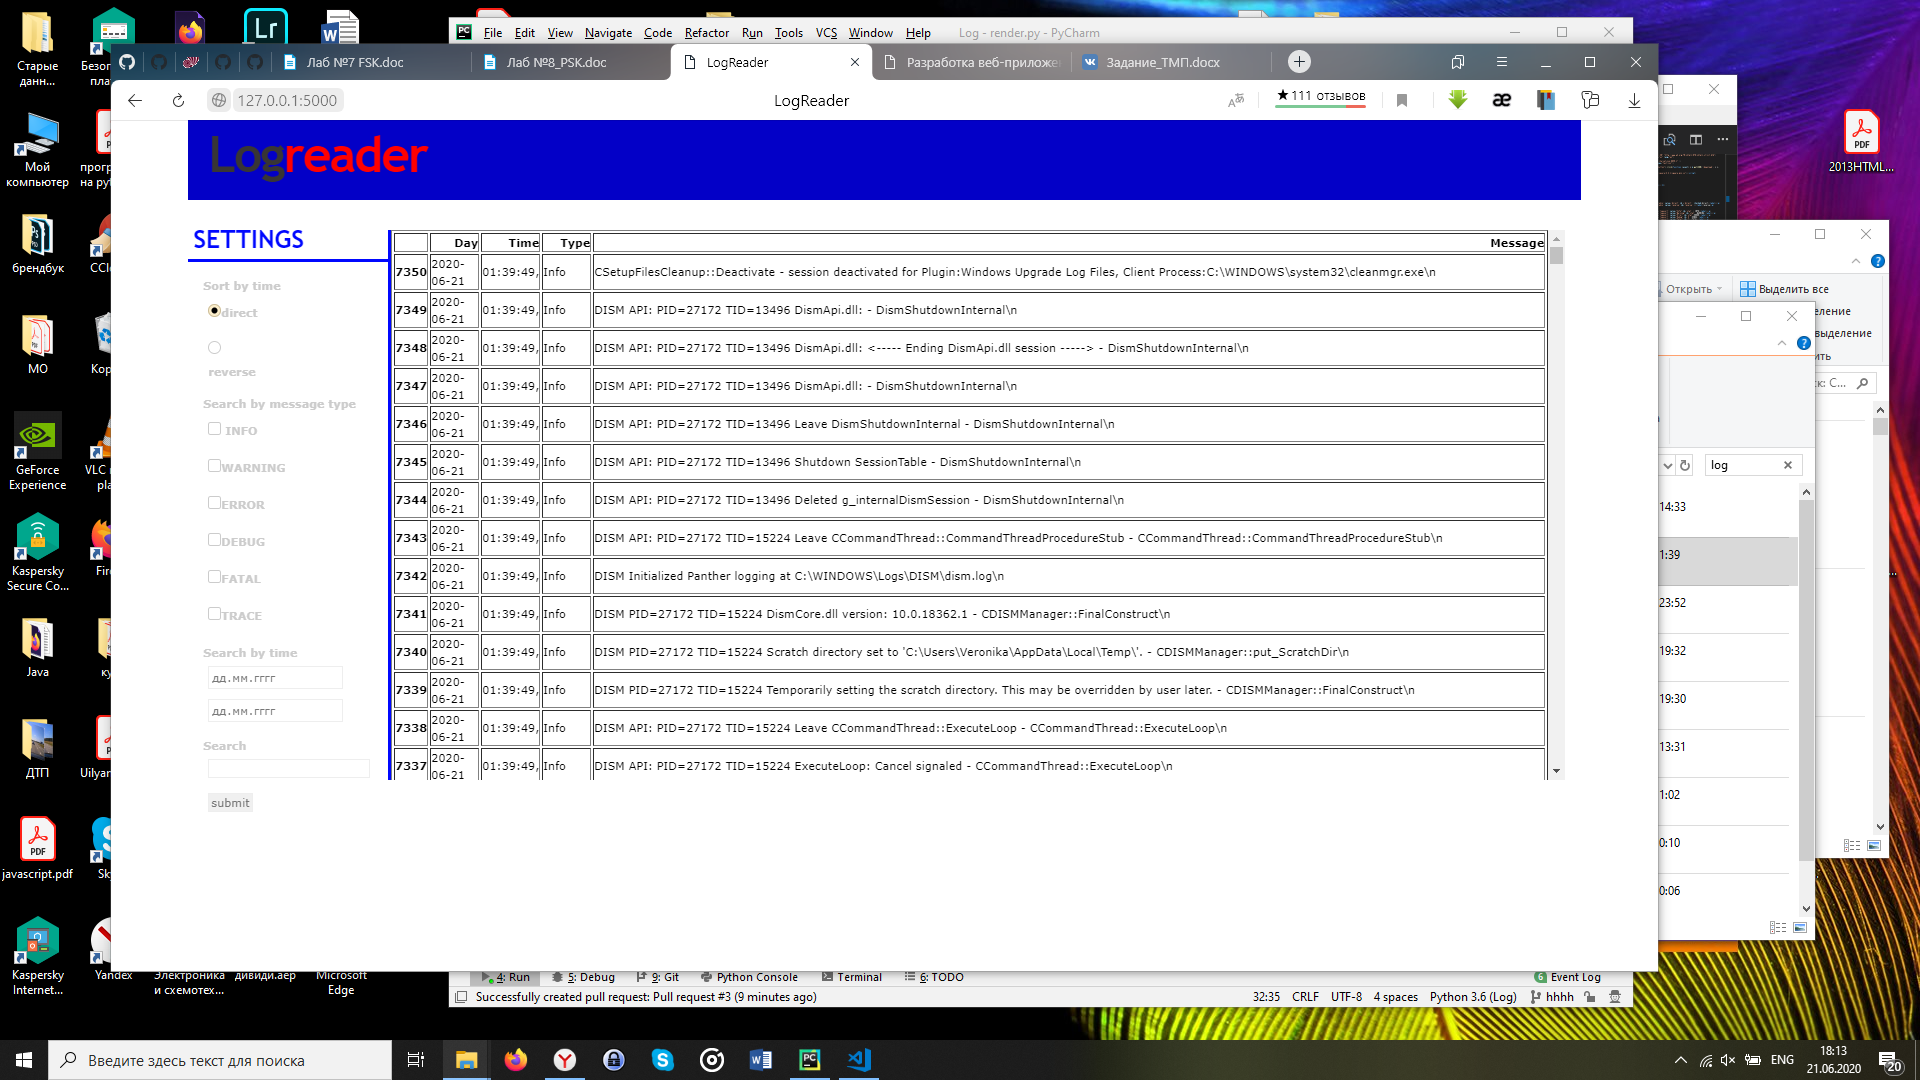 Старые данн...
Безоп пла
File Edit View Navigate Code Refactor Run Tools VCS Window Help Log - render.py - PyCharm
Лаб №7 FSK.doc
Лаб №8_PSK.doc
LogReader
Разработка веб-приложе
Задание_ТМП.docx
127.0.0.1:5000
LogReader
★111 отзывов
Logreader
SETTINGS
Sort by time
direct
reverse
Search by message type
INFO
WARNING
ERROR
DEBUG
FATAL
TRACE
Search by time
дд.мм.гггг
дд.мм.гггг
Search
submit
Day Time Type Message
7350 2020-06-21 01:39:49, Info CSetupFilesCleanup::Deactivate - session deactivated for Plugin:Windows Upgrade Log Files, Client Process:C:\WINDOWS\system32\cleanmgr.exe\n
7349 2020-06-21 01:39:49, Info DISM API: PID=27172 TID=13496 DismApi.dll: - DismShutdownInternal\n
7348 2020-06-21 01:39:49, Info DISM API: PID=27172 TID=13496 DismApi.dll: <----- Ending DismApi.dll session -----> - DismShutdownInternal\n
7347 2020-06-21 01:39:49, Info DISM API: PID=27172 TID=13496 DismApi.dll: - DismShutdownInternal\n
7346 2020-06-21 01:39:49, Info DISM API: PID=27172 TID=13496 Leave DismShutdownInternal - DismShutdownInternal\n
7345 2020-06-21 01:39:49, Info DISM API: PID=27172 TID=13496 Shutdown SessionTable - DismShutdownInternal\n
7344 2020-06-21 01:39:49, Info DISM API: PID=27172 TID=13496 Deleted g_internalDismSession - DismShutdownInternal\n
7343 2020-06-21 01:39:49, Info DISM API: PID=27172 TID=15224 Leave CCommandThread::CommandThreadProcedureStub - CCommandThread::CommandThreadProcedureStub\n
7342 2020-06-21 01:39:49, Info DISM Initialized Panther logging at C:\WINDOWS\Logs\DISM\dism.log\n
7341 2020-06-21 01:39:49, Info DISM PID=27172 TID=15224 DismCore.dll version: 10.0.18362.1 - CDISMManager::FinalConstruct\n
7340 2020-06-21 01:39:49, Info DISM PID=27172 TID=15224 Scratch directory set to 'C:\Users\Veronika\AppData\Local\Temp\'. - CDISMManager::put_ScratchDir\n
7339 2020-06-21 01:39:49, Info DISM PID=27172 TID=15224 Temporarily setting the scratch directory. This may be overridden by user later. - CDISMManager::FinalConstruct\n
7338 2020-06-21 01:39:49, Info DISM API: PID=27172 TID=15224 Leave CCommandThread::ExecuteLoop - CCommandThread::ExecuteLoop\n
7337 2020-06-21 01:39:49, Info DISM API: PID=27172 TID=15224 ExecuteLoop: Cancel signaled - CCommandThread::ExecuteLoop\n
Мой компьютер
прогр на pyt
брендбук
CCle
МО
Кор
GeForce Experience
VLC pla
Kaspersky Secure Co...
Fire
Java
ку
ДТП
Uilyan
javascript.pdf
Sk
Kaspersky Internet...
Yandex
Электроника и схемотех...
дивиди.aep
Microsoft Edge
PDF
2013HTML...
Открыть
Выделить все
log
14:33
1:39
23:52
19:32
19:30
13:31
1:02
0:10
0:06
4: Run 5: Debug 9: Git Python Console Terminal 6: TODO 6 Event Log
Successfully created pull request: Pull request #3 (9 minutes ago) 32:35 CRLF UTF-8 4 spaces Python 3.6 (Log) hhhh
Введите здесь текст для поиска
ENG
18:13
21.06.2020
20